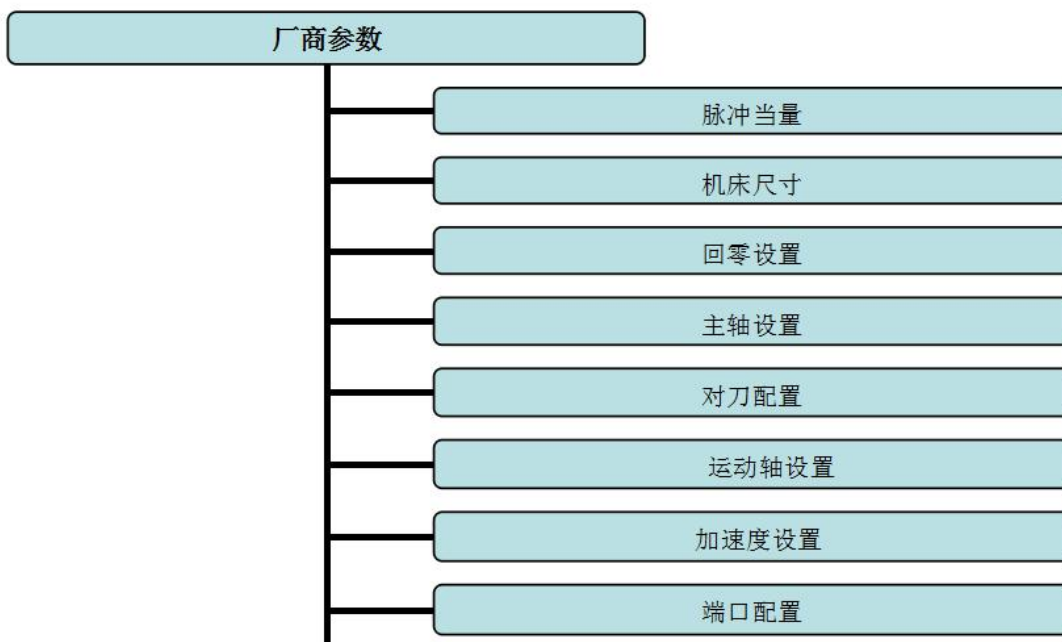 厂商参数
脉冲当量
机床尺寸
回零设置
主轴设置
对刀配置
运动轴设置
加速度设置
端口配置